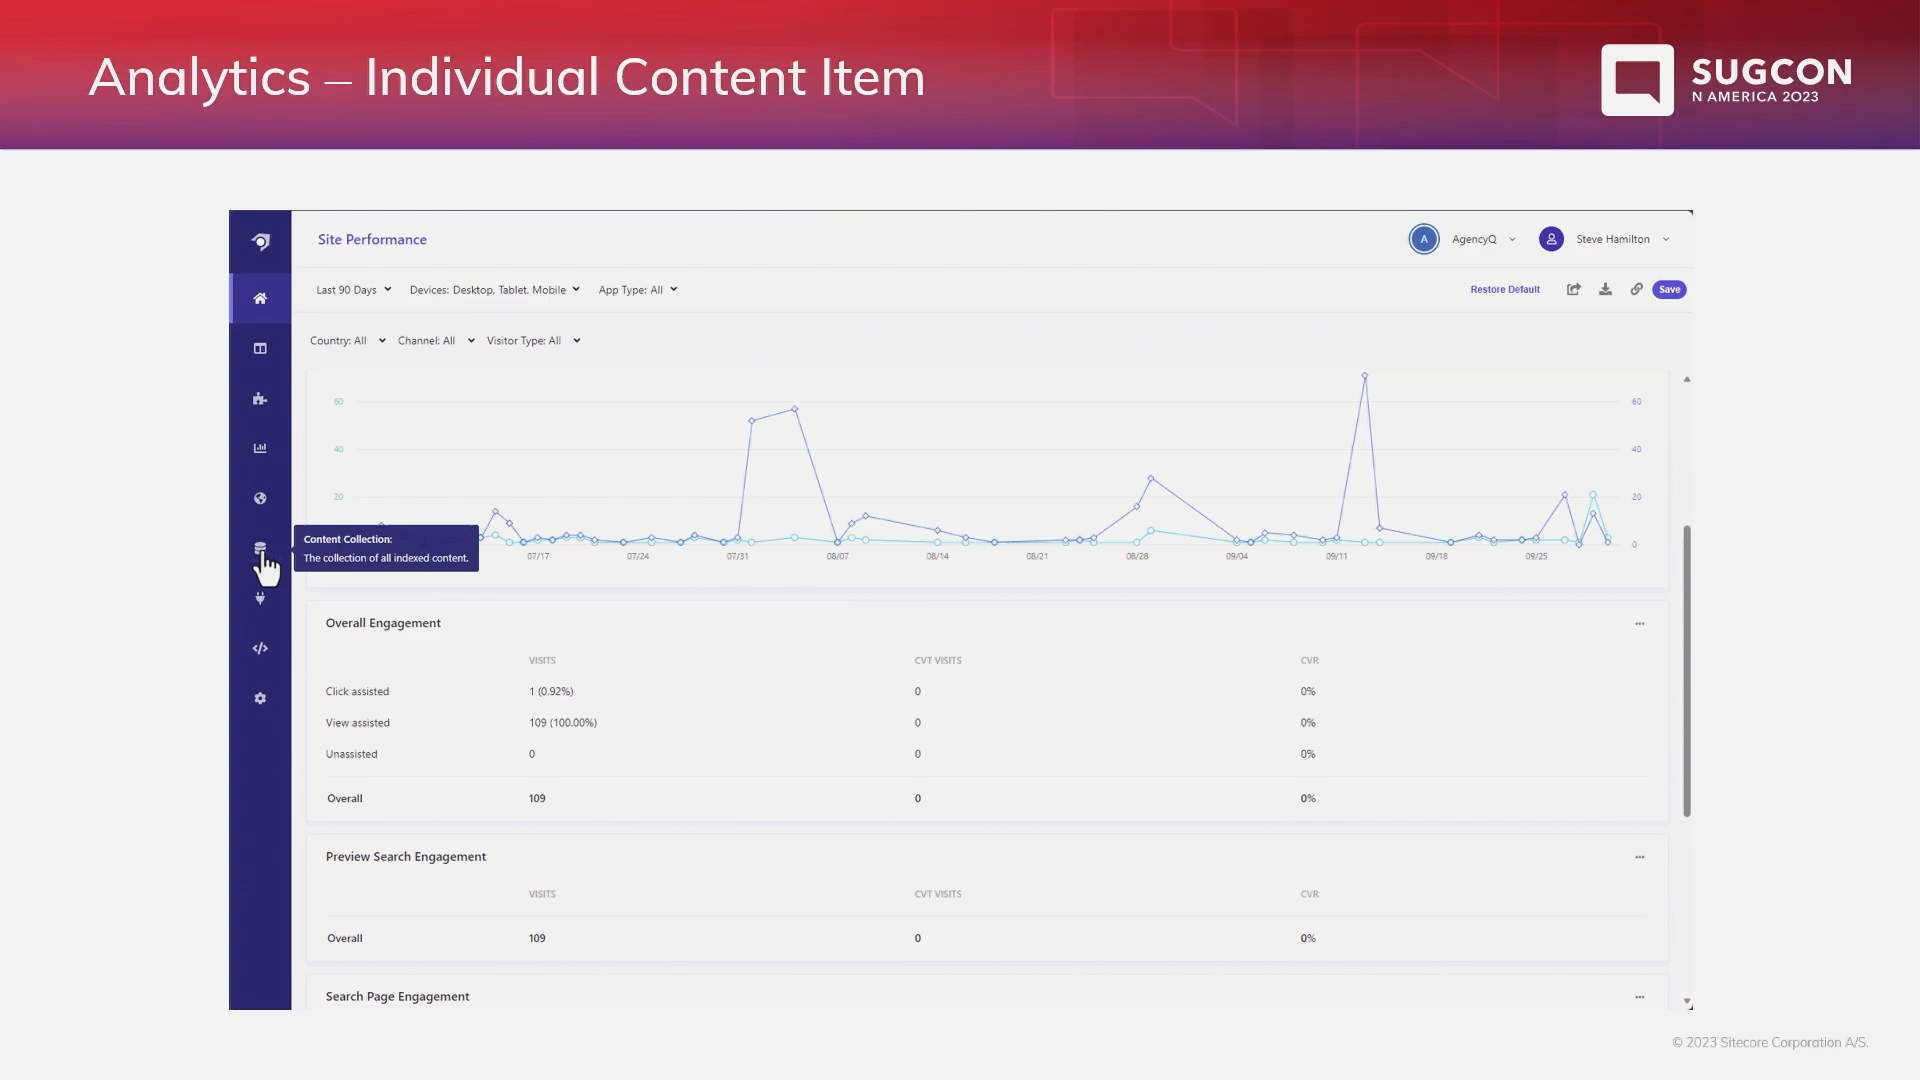 Analytics – Individual Content Item
SUGCON
N AMERICA 2023
Site Performance
A
AgencyQ
Steve Hamilton
Last 90 Days
Devices: Desktop, Tablet, Mobile
App Type: All
Restore Default
Save
Country: All
Channel: All
Visitor Type: All
60
60
40
40
20
20
0
Content Collection:
The collection of all indexed content.
07/17
07/24
07/31
08/07
08/14
08/21
08/28
09/04
09/11
09/18
09/25
Overall Engagement
VISITS CVT VISITS CVR
Click assisted 1 (0.92%) 0 0%
View assisted 109 (100.00%) 0 0%
Unassisted 0 0 0%
Overall 109 0 0%
Preview Search Engagement
VISITS CVT VISITS CVR
Overall 109 0 0%
Search Page Engagement
© 2023 Sitecore Corporation A/S.